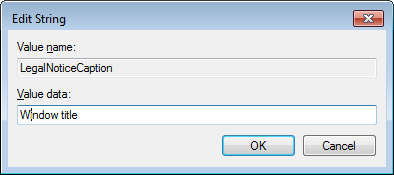 Edit String
Value name:
LegalNoticeCaption
Value data:
Window title
OK
Cancel